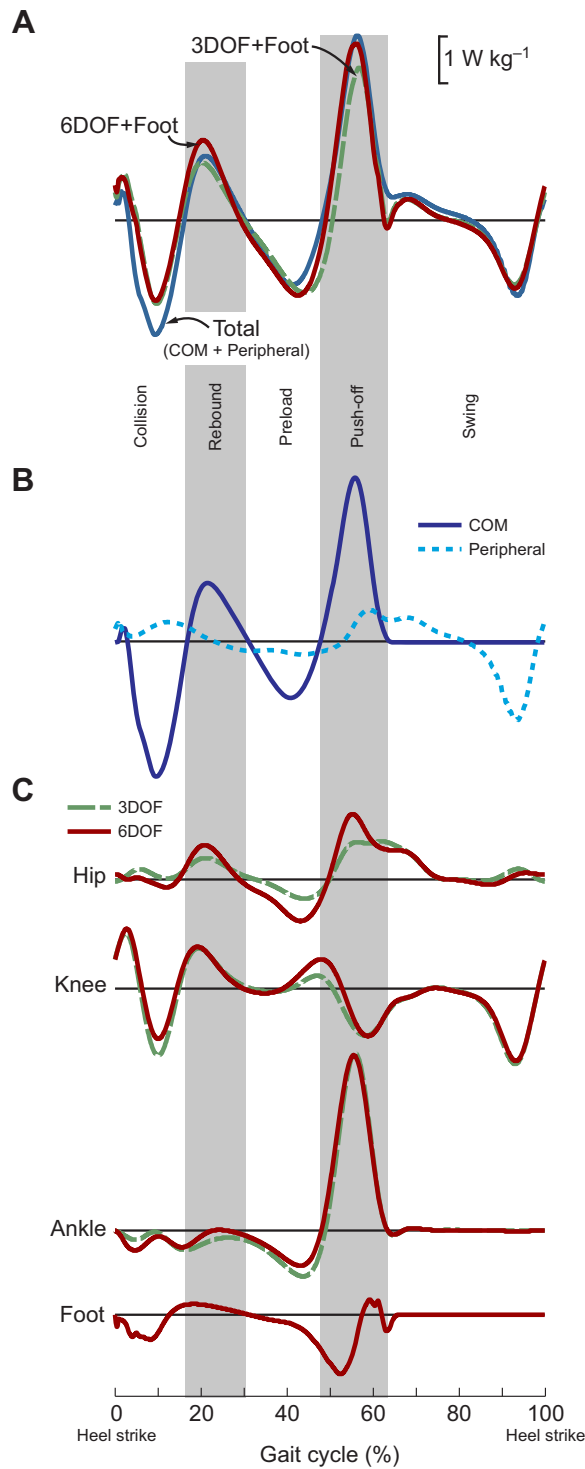 A
3DOF+Foot
1 W kg–1
6DOF+Foot
Total
(COM + Peripheral)
Collision
Rebound
Preload
Push-off
Swing
B
COM
Peripheral
C
3DOF
6DOF
Hip
Knee
Ankle
Foot
0 20 40 60 80 100
Heel strike Heel strike
Gait cycle (%)